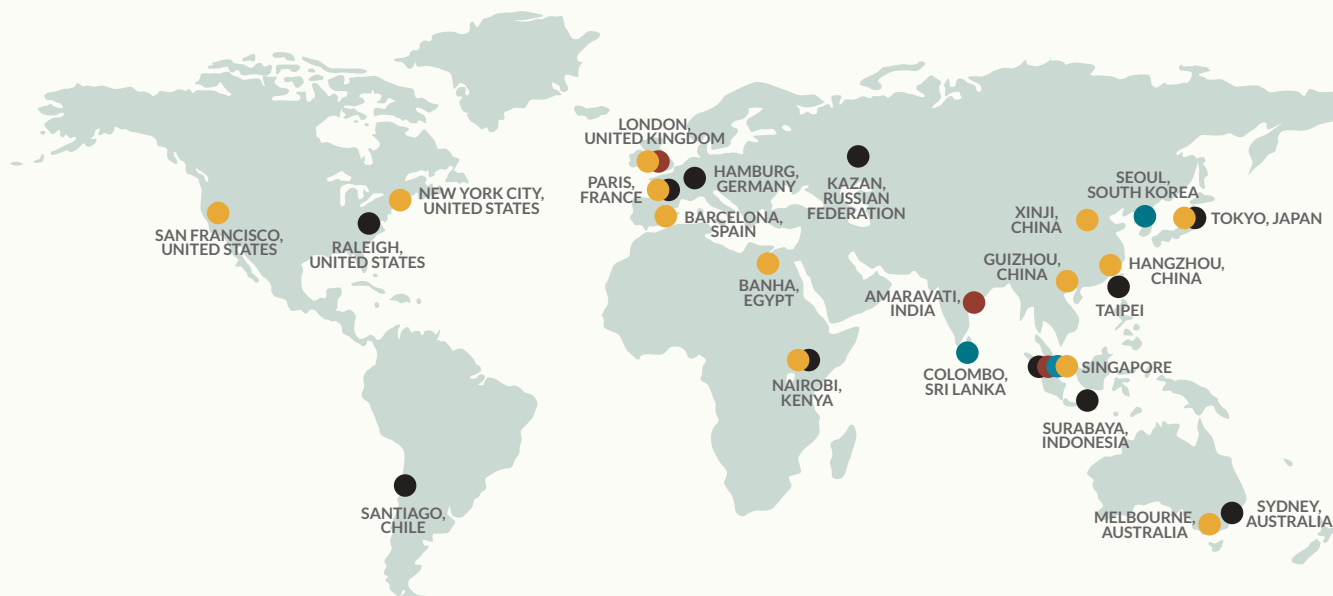 LONDON,
UNITED KINGDOM
PARIS,
FRANCE
HAMBURG,
GERMANY
BARCELONA,
SPAIN
KAZAN,
RUSSIAN
FEDERATION
SEOUL,
SOUTH KOREA
NEW YORK CITY,
UNITED STATES
SAN FRANCISCO,
UNITED STATES
RALEIGH,
UNITED STATES
XINJI,
CHINA
TOKYO, JAPAN
GUIZHOU,
CHINA
HANGZHOU,
CHINA
BANHA,
EGYPT
AMARAVATI,
INDIA
TAIPEI
COLOMBO,
SRI LANKA
SINGAPORE
NAIROBI,
KENYA
SURABAYA,
INDONESIA
SANTIAGO,
CHILE
MELBOURNE,
AUSTRALIA
SYDNEY,
AUSTRALIA